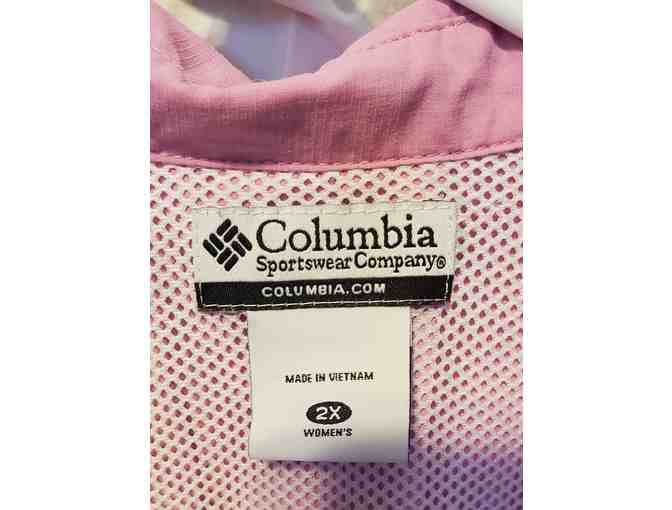 Columbia
Sportswear Company®
COLUMBIA.COM
MADE IN VIETNAM
2X
WOMEN'S